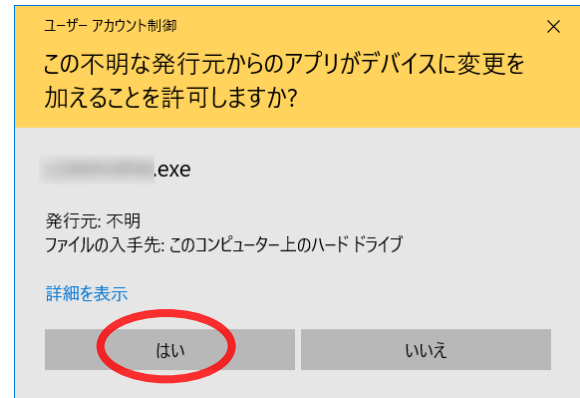 ユーザー アカウント制御
この不明な発行元からのアプリがデバイスに変更を
加えることを許可しますか?
.exe
発行元: 不明
ファイルの入手先: このコンピューター上のハード ドライブ
詳細を表示
はい
いいえ